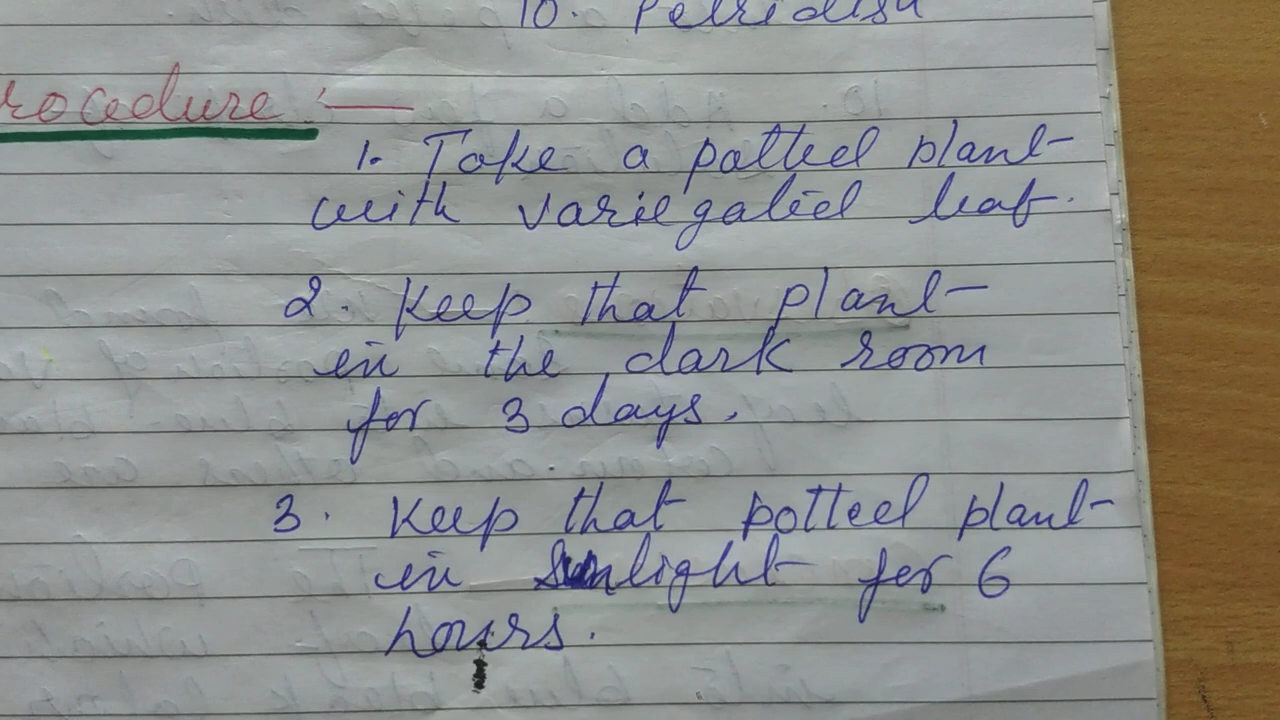 10. Petridish
rocedure :—
1. Take a potted plant
with variegated leaf.
2. Keep that plant
in the dark room
for 3 days.
3. Keep that potted plant
in Sunlight for 6
hours.